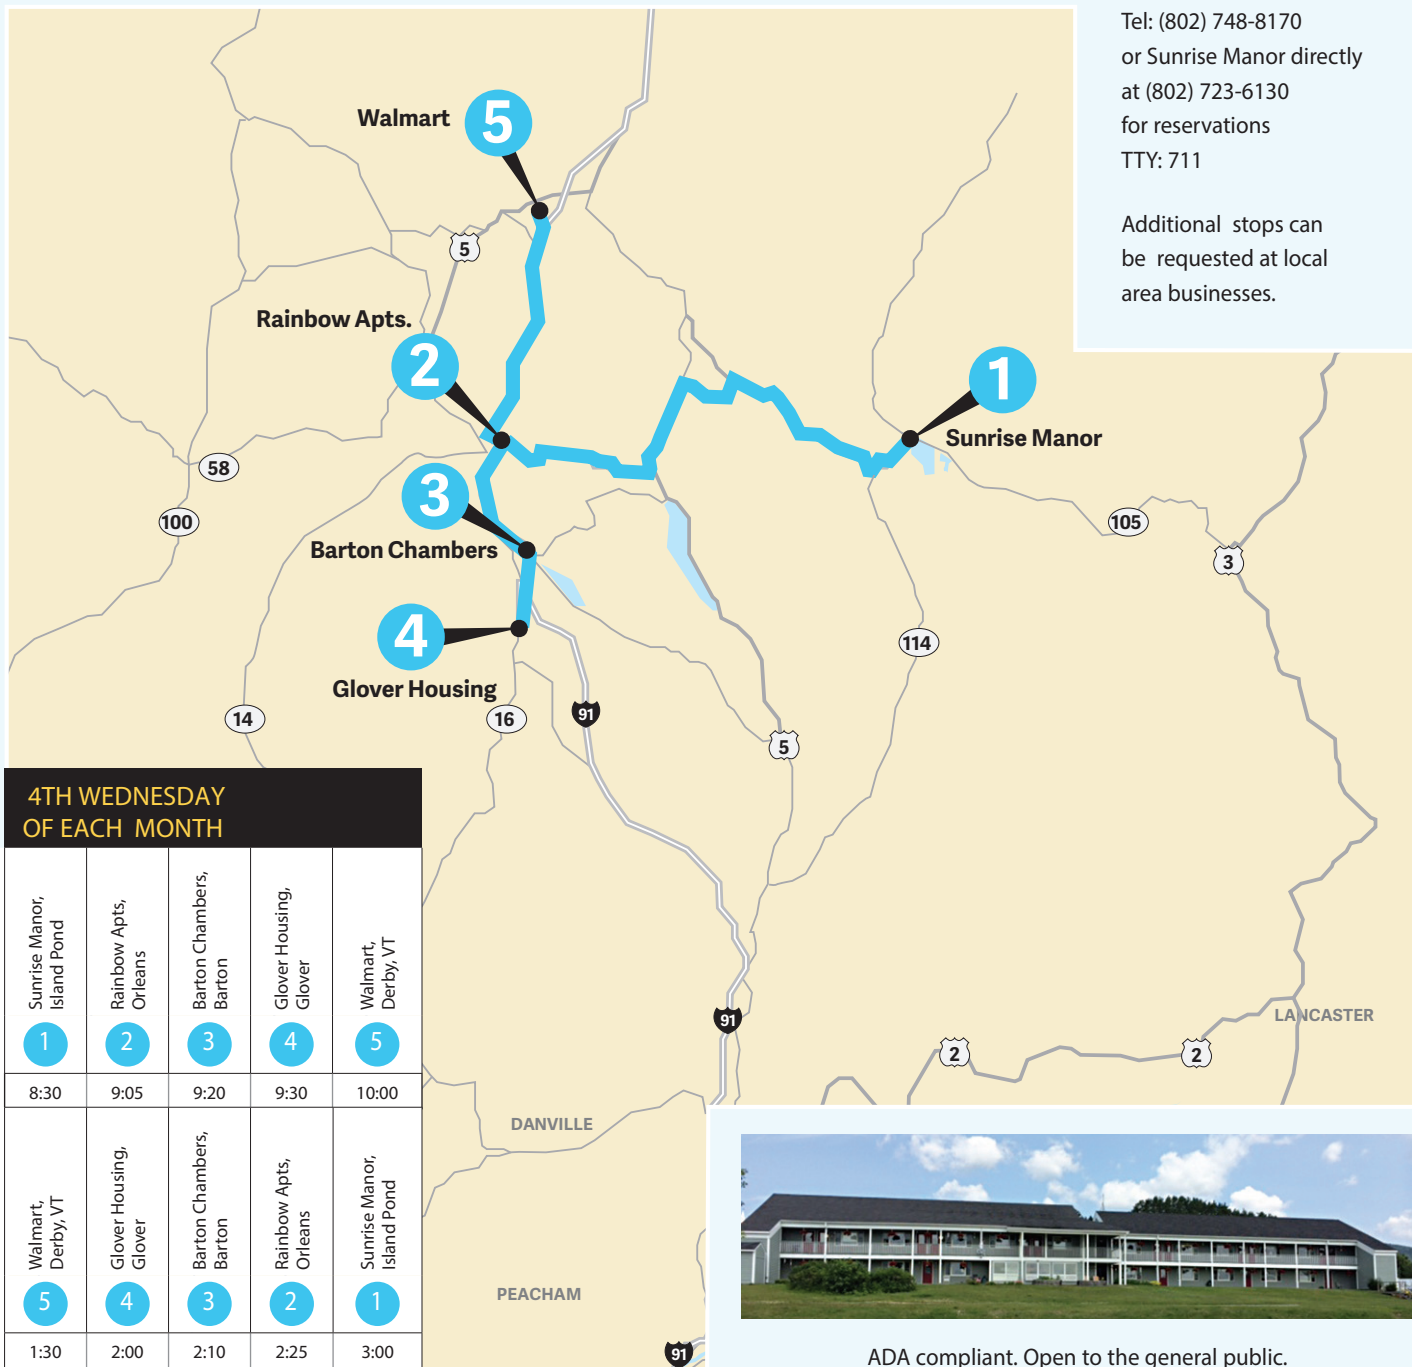 Tel: (802) 748-8170
or Sunrise Manor directly
at (802) 723-6130
for reservations
TTY: 711
Additional stops can
be requested at local
area businesses.
Walmart
5
5
Rainbow Apts.
2
1
Sunrise Manor
58
3
100
105
Barton Chambers
3
4
114
Glover Housing
14
16
91
5
4TH WEDNESDAY
OF EACH MONTH
Sunrise Manor,
Island Pond
Rainbow Apts,
Orleans
Barton Chambers,
Barton
Glover Housing,
Glover
Walmart,
Derby, VT
1 2 3 4 5
8:30 9:05 9:20 9:30 10:00
Walmart,
Derby, VT
Glover Housing,
Glover
Barton Chambers,
Barton
Rainbow Apts,
Orleans
Sunrise Manor,
Island Pond
5 4 3 2 1
1:30 2:00 2:10 2:25 3:00
91
LANCASTER
2
2
DANVILLE
PEACHAM
91
ADA compliant. Open to the general public.